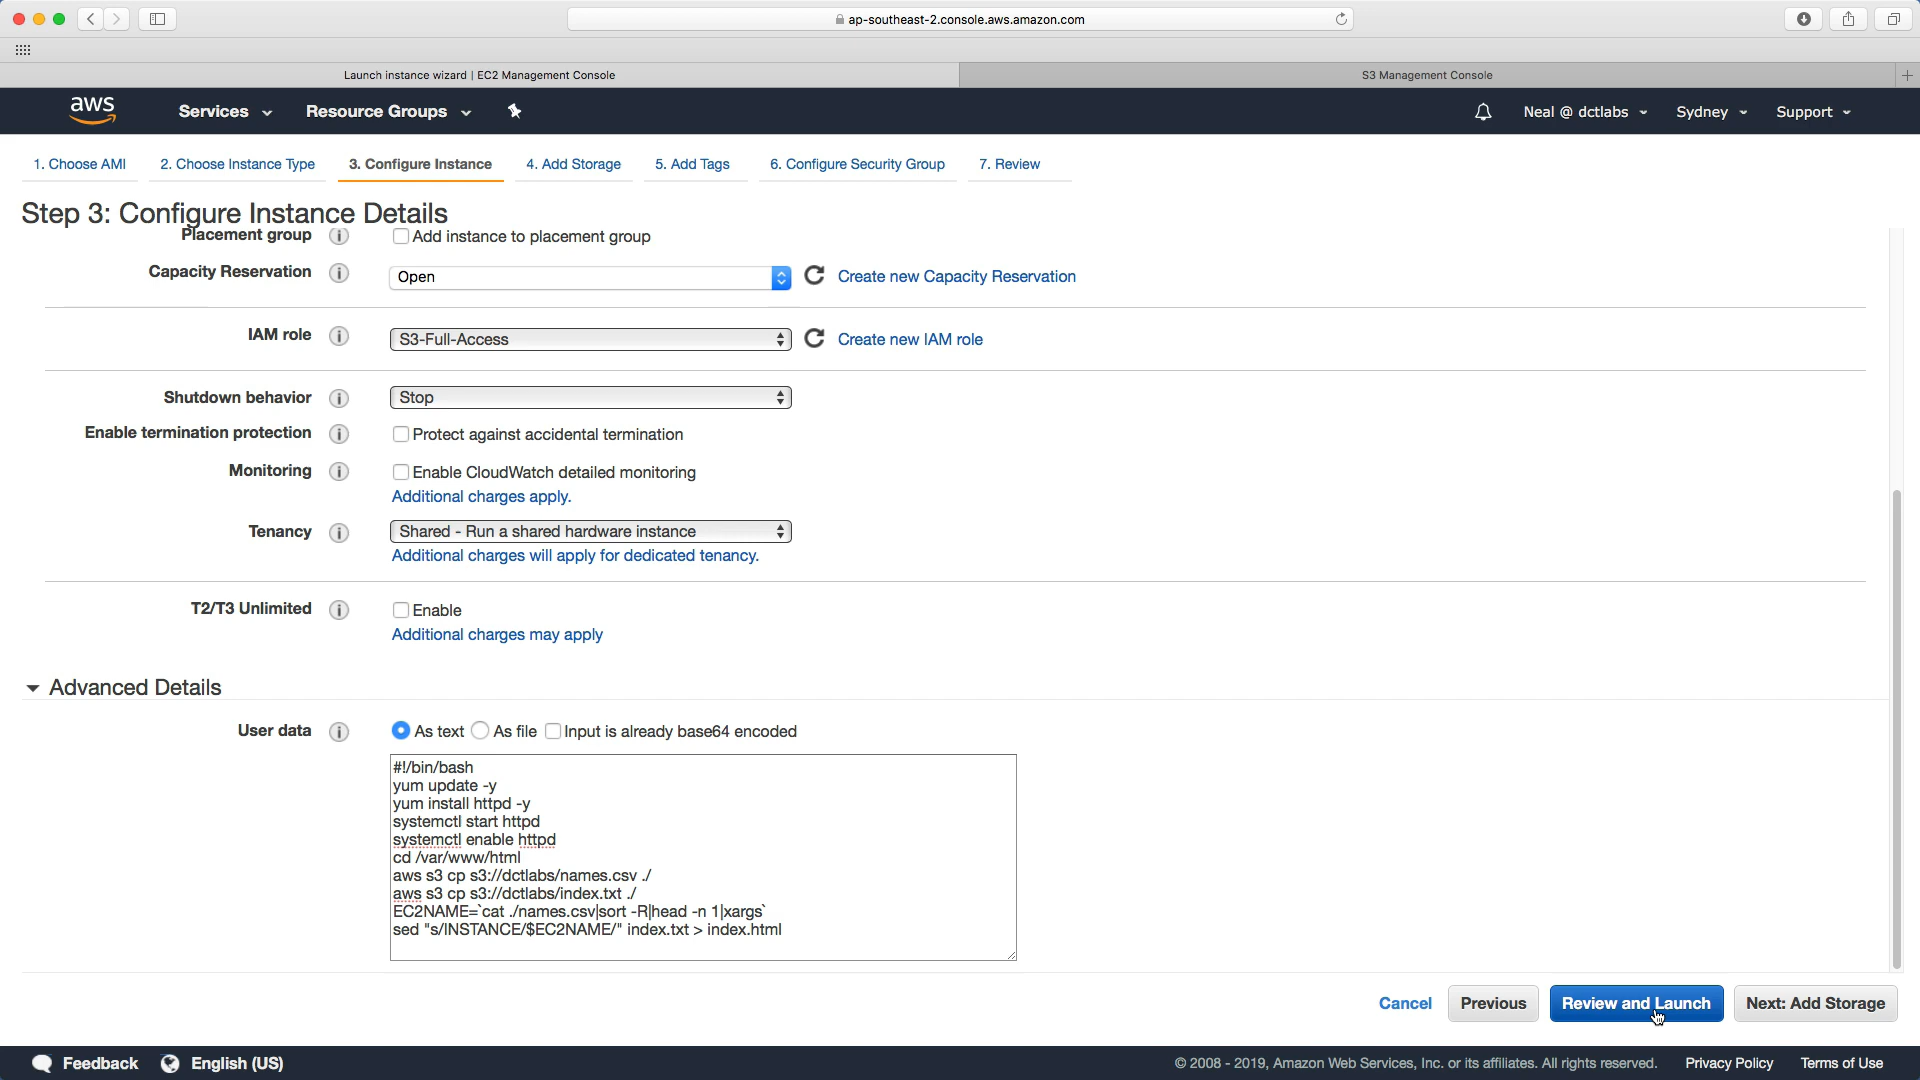 ap-southeast-2.console.aws.amazon.com
Launch instance wizard | EC2 Management Console
S3 Management Console
aws
Services
Resource Groups
Neal @ dctlabs
Sydney
Support
1. Choose AMI
2. Choose Instance Type
3. Configure Instance
4. Add Storage
5. Add Tags
6. Configure Security Group
7. Review
Step 3: Configure Instance Details
Placement group
Add instance to placement group
Capacity Reservation
Open
Create new Capacity Reservation
IAM role
S3-Full-Access
Create new IAM role
Shutdown behavior
Stop
Enable termination protection
Protect against accidental termination
Monitoring
Enable CloudWatch detailed monitoring
Additional charges apply.
Tenancy
Shared - Run a shared hardware instance
Additional charges will apply for dedicated tenancy.
T2/T3 Unlimited
Enable
Additional charges may apply
Advanced Details
User data
As text
As file
Input is already base64 encoded
#!/bin/bash
yum update -y
yum install httpd -y
systemctl start httpd
systemctl enable httpd
cd /var/www/html
aws s3 cp s3://dctlabs/names.csv ./
aws s3 cp s3://dctlabs/index.txt ./
EC2NAME=`cat ./names.csv|sort -R|head -n 1|xargs`
sed "s/INSTANCE/$EC2NAME/" index.txt > index.html
Cancel
Previous
Review and Launch
Next: Add Storage
Feedback
English (US)
© 2008 - 2019, Amazon Web Services, Inc. or its affiliates. All rights reserved.
Privacy Policy
Terms of Use